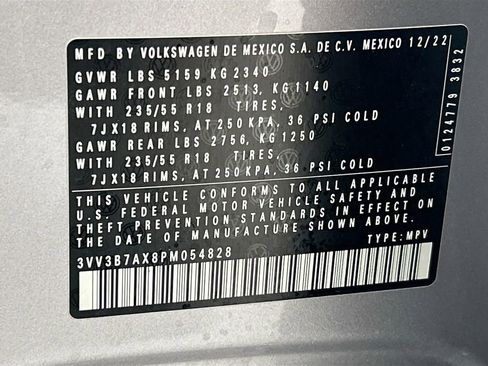 MFD BY VOLKSWAGEN DE MEXICO S.A. DE C.V. MEXICO 12/22
GVWR LBS 5159 KG 2340
GAWR FRONT LBS 2513, KG 1140
WITH 235/55 R18 TIRES,
7JX18 RIMS, AT 250 KPA, 36 PSI COLD
GAWR REAR LBS 2756, KG 1250
WITH 235/55 R18 TIRES,
7JX18 RIMS, AT 250 KPA, 36 PSI COLD
THIS VEHICLE CONFORMS TO ALL APPLICABLE
U.S. FEDERAL MOTOR VEHICLE SAFETY AND
THEFT PREVENTION STANDARDS IN EFFECT ON
THE DATE OF MANUFACTURE SHOWN ABOVE.
3VV3B7AX8PM054828 TYPE: MPV
0124779 3832